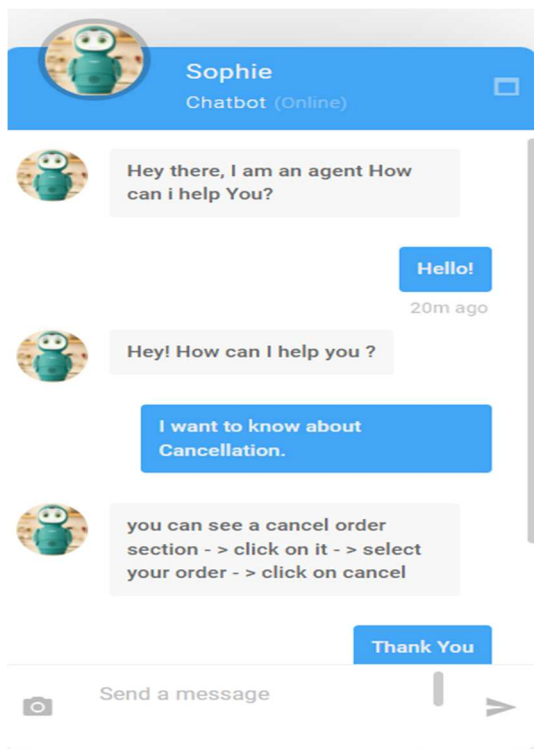 Sophie
Chatbot (Online)
Hey there, I am an agent How
can i help You?
Hello!
20m ago
Hey! How can I help you ?
I want to know about
Cancellation.
you can see a cancel order
section - > click on it - > select
your order - > click on cancel
Thank You
Send a message